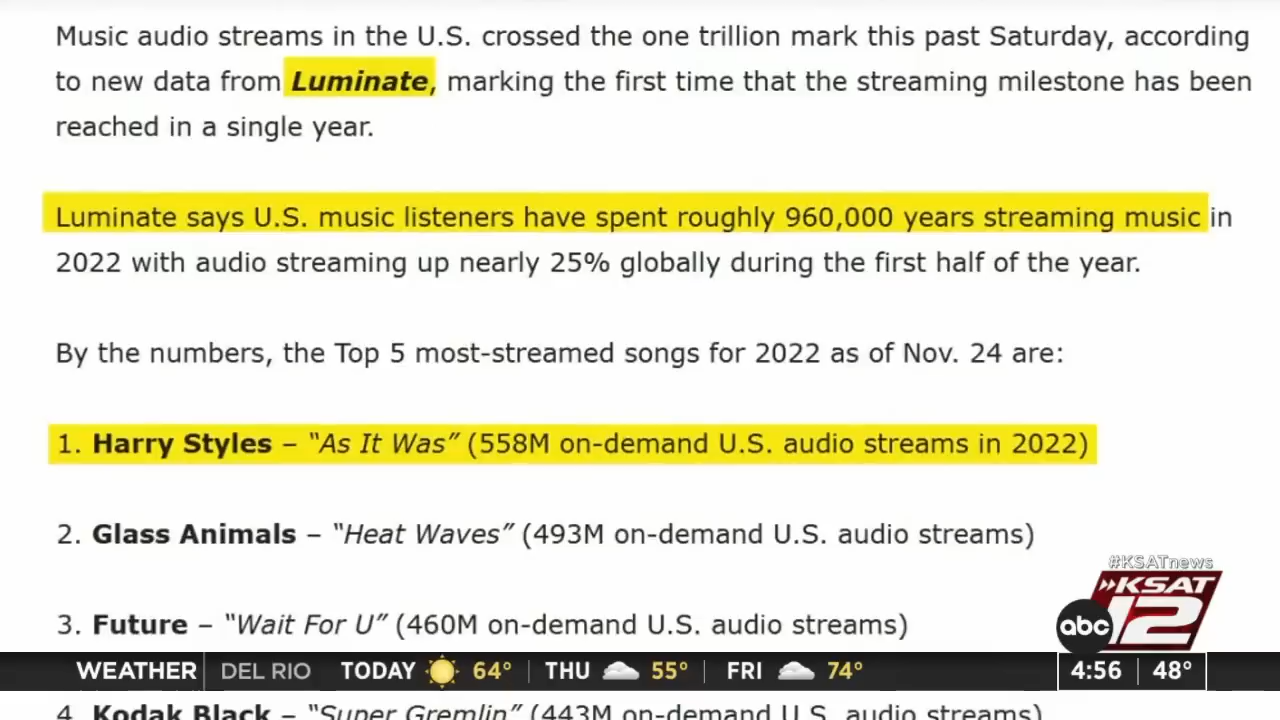 Music audio streams in the U.S. crossed the one trillion mark this past Saturday, according
to new data from Luminate, marking the first time that the streaming milestone has been
reached in a single year.
Luminate says U.S. music listeners have spent roughly 960,000 years streaming music in
2022 with audio streaming up nearly 25% globally during the first half of the year.
By the numbers, the Top 5 most-streamed songs for 2022 as of Nov. 24 are:
1. Harry Styles – “As It Was” (558M on-demand U.S. audio streams in 2022)
2. Glass Animals – “Heat Waves” (493M on-demand U.S. audio streams)
3. Future – “Wait For U” (460M on-demand U.S. audio streams)
#KSATnews
KSAT
abc 12
WEATHER DEL RIO TODAY 64° THU 55° FRI 74° 4:56 48°
4. Kodak Black – “Super Gremlin” (443M on-demand U.S. audio streams)